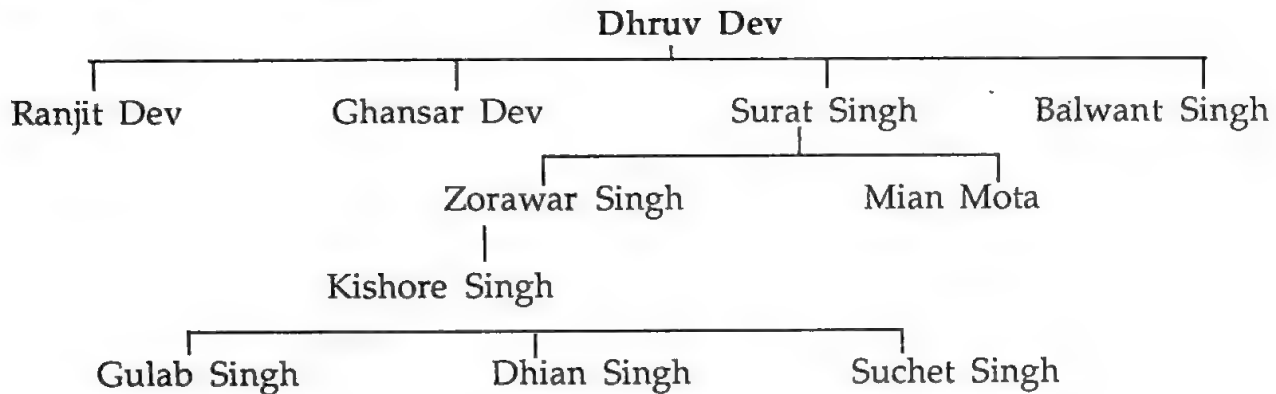 Dhruv Dev
Ranjit Dev Ghansar Dev Surat Singh Balwant Singh
Zorawar Singh Mian Mota
Kishore Singh
Gulab Singh Dhian Singh Suchet Singh